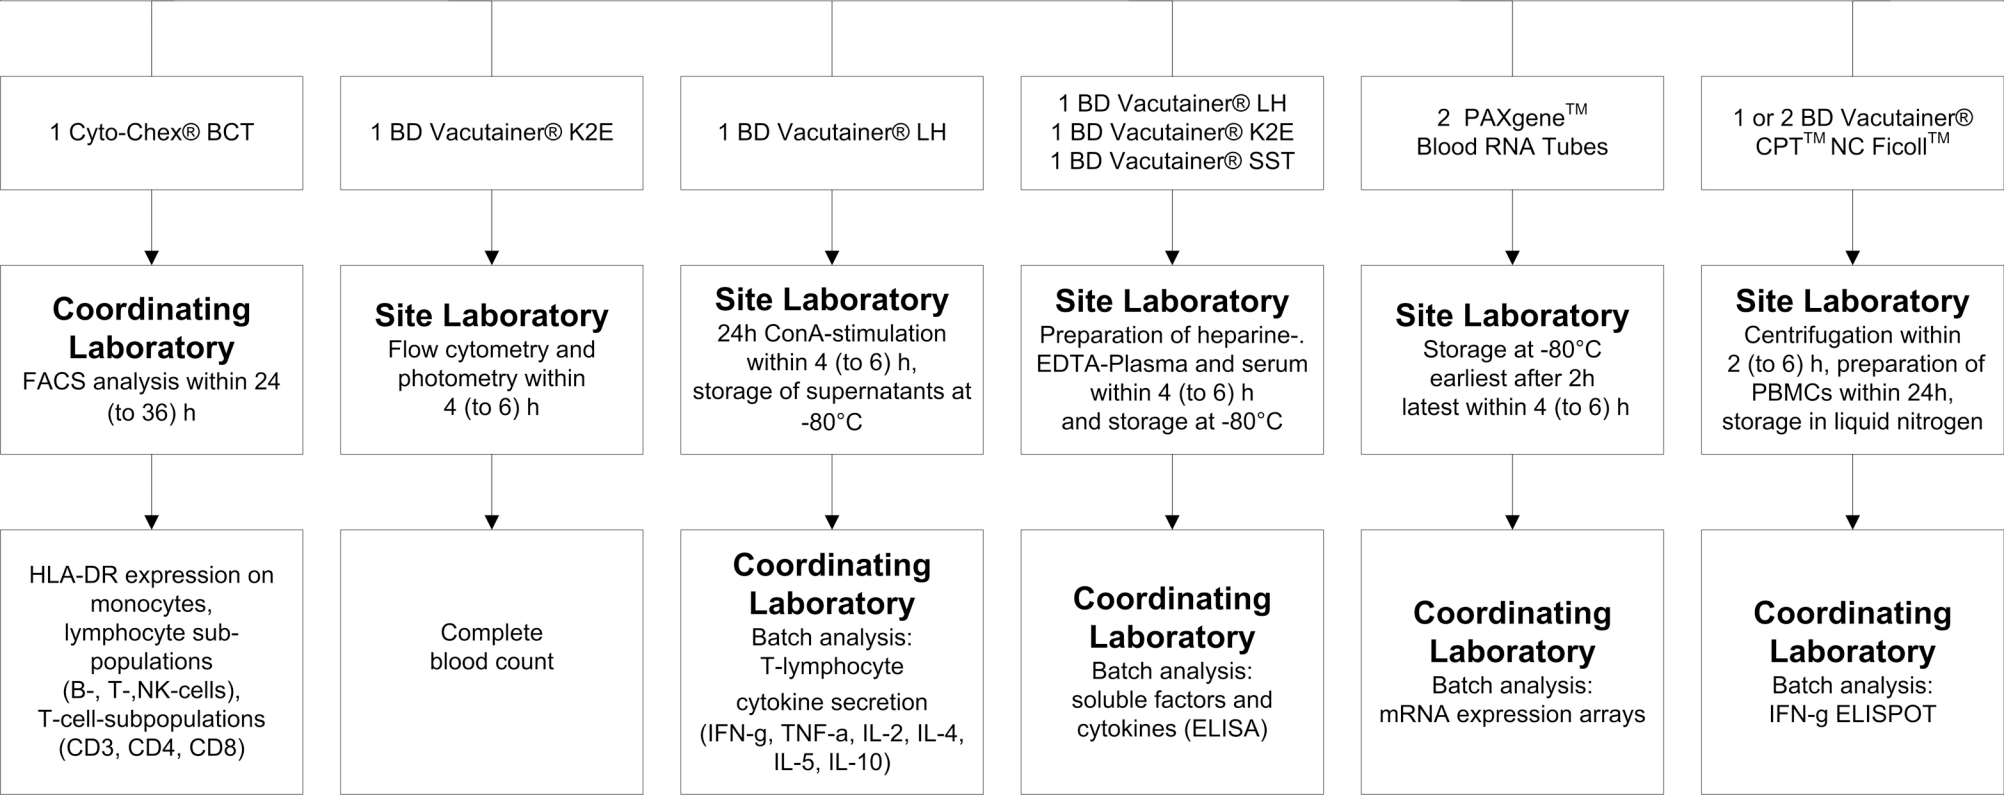 1 Cyto-Chex® BCT
1 BD Vacutainer® K2E
1 BD Vacutainer® LH
1 BD Vacutainer® LH
1 BD Vacutainer® K2E
1 BD Vacutainer® SST
2 PAXgene™
Blood RNA Tubes
1 or 2 BD Vacutainer®
CPT™ NC Ficoll™
Coordinating
Laboratory
FACS analysis within 24
(to 36) h
Site Laboratory
Flow cytometry and
photometry within
4 (to 6) h
Site Laboratory
24h ConA-stimulation
within 4 (to 6) h,
storage of supernatants at
-80°C
Site Laboratory
Preparation of heparine-.
EDTA-Plasma and serum
within 4 (to 6) h
and storage at -80°C
Site Laboratory
Storage at -80°C
earliest after 2h
latest within 4 (to 6) h
Site Laboratory
Centrifugation within
2 (to 6) h, preparation of
PBMCs within 24h,
storage in liquid nitrogen
HLA-DR expression on
monocytes,
lymphocyte sub-
populations
(B-, T-,NK-cells),
T-cell-subpopulations
(CD3, CD4, CD8)
Complete
blood count
Coordinating
Laboratory
Batch analysis:
T-lymphocyte
cytokine secretion
(IFN-g, TNF-a, IL-2, IL-4,
IL-5, IL-10)
Coordinating
Laboratory
Batch analysis:
soluble factors and
cytokines (ELISA)
Coordinating
Laboratory
Batch analysis:
mRNA expression arrays
Coordinating
Laboratory
Batch analysis:
IFN-g ELISPOT